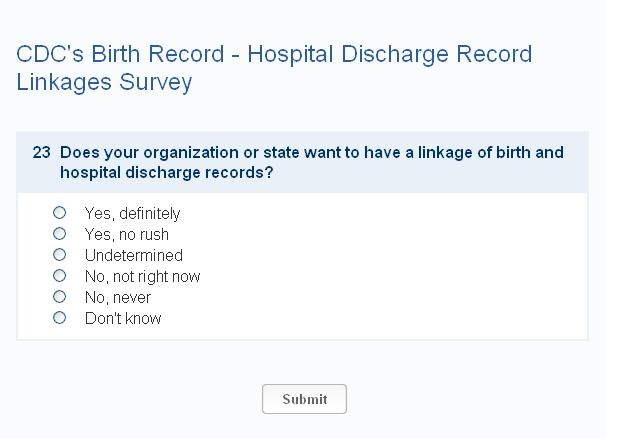 CDC's Birth Record - Hospital Discharge Record
Linkages Survey
23 Does your organization or state want to have a linkage of birth and
hospital discharge records?
Yes, definitely
Yes, no rush
Undetermined
No, not right now
No, never
Don't know
Submit